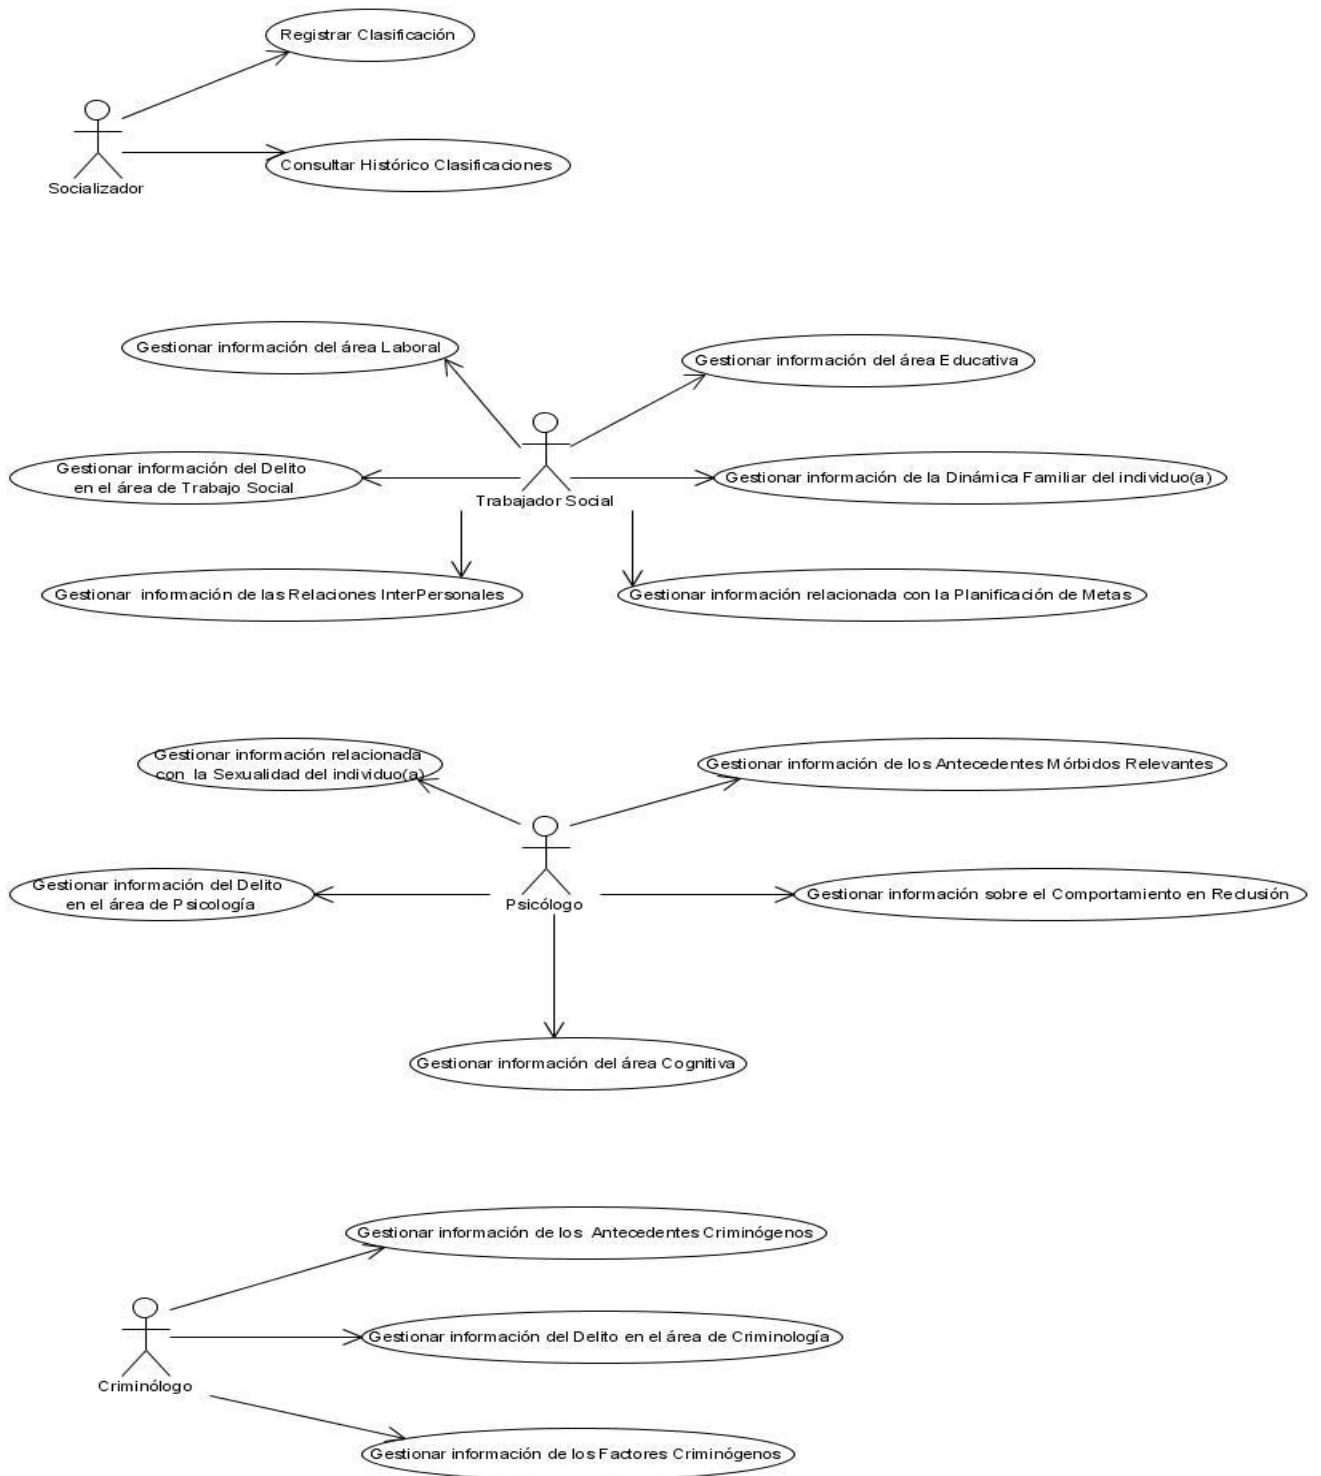 Registrar Clasificación
Consultar Histórico Clasificaciones
Socializador
Gestionar información del área Laboral
Gestionar información del área Educativa
Gestionar información del Delito
en el área de Trabajo Social
Gestionar información de la Dinámica Familiar del individuo(a)
Trabajador Social
Gestionar información de las Relaciones InterPersonales
Gestionar información relacionada con la Planificación de Metas
Gestionar información relacionada
con la Sexualidad del individuo(a)
Gestionar información de los Antecedentes Mórbidos Relevantes
Gestionar información del Delito
en el área de Psicología
Psicólogo
Gestionar información sobre el Comportamiento en Reclusión
Gestionar información del área Cognitiva
Gestionar información de los Antecedentes Criminógenos
Gestionar información del Delito en el área de Criminología
Criminólogo
Gestionar información de los Factores Criminógenos